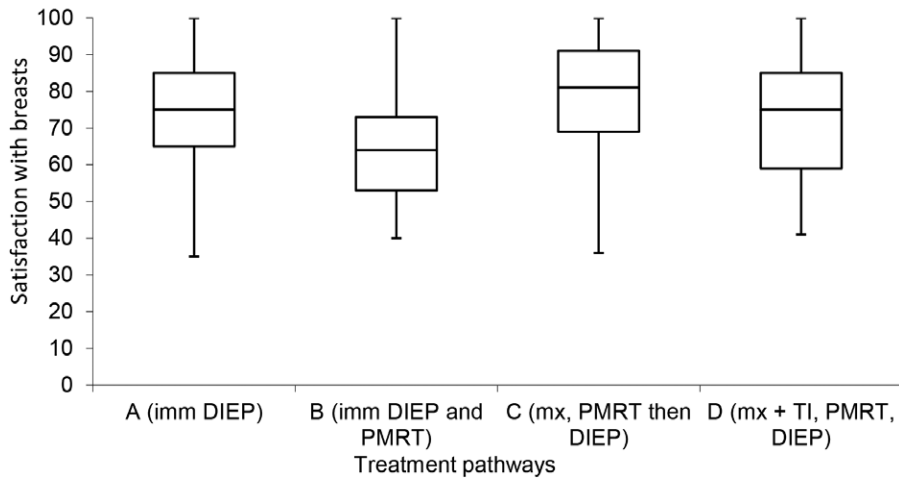 Satisfaction with breasts
100
90
80
70
60
50
40
30
20
10
0
A (imm DIEP)
B (imm DIEP and
PMRT)
C (mx, PMRT then
DIEP)
D (mx + TI, PMRT,
DIEP)
Treatment pathways